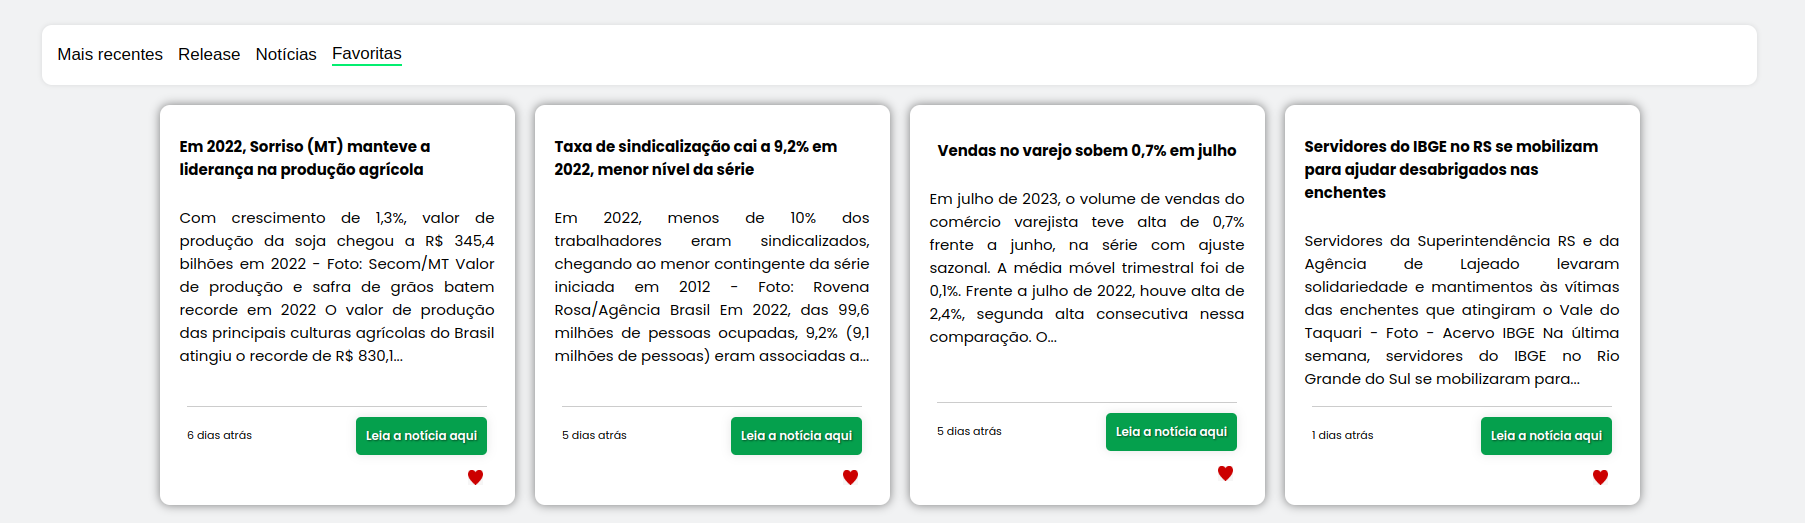 Mais recentes Release Notícias Favoritas
Em 2022, Sorriso (MT) manteve a
liderança na produção agrícola
Com crescimento de 1,3%, valor de
produção da soja chegou a R$ 345,4
bilhões em 2022 - Foto: Secom/MT Valor
de produção e safra de grãos batem
recorde em 2022 O valor de produção
das principais culturas agrícolas do Brasil
atingiu o recorde de R$ 830,1...
6 dias atrás
Leia a notícia aqui
Taxa de sindicalização cai a 9,2% em
2022, menor nível da série
Em 2022, menos de 10% dos
trabalhadores eram sindicalizados,
chegando ao menor contingente da série
iniciada em 2012 - Foto: Rovena
Rosa/Agência Brasil Em 2022, das 99,6
milhões de pessoas ocupadas, 9,2% (9,1
milhões de pessoas) eram associadas a...
5 dias atrás
Leia a notícia aqui
Vendas no varejo sobem 0,7% em julho
Em julho de 2023, o volume de vendas do
comércio varejista teve alta de 0,7%
frente a junho, na série com ajuste
sazonal. A média móvel trimestral foi de
0,1%. Frente a julho de 2022, houve alta de
2,4%, segunda alta consecutiva nessa
comparação. O...
5 dias atrás
Leia a notícia aqui
Servidores do IBGE no RS se mobilizam
para ajudar desabrigados nas
enchentes
Servidores da Superintendência RS e da
Agência de Lajeado levaram
solidariedade e mantimentos às vítimas
das enchentes que atingiram o Vale do
Taquari - Foto - Acervo IBGE Na última
semana, servidores do IBGE no Rio
Grande do Sul se mobilizaram para...
1 dias atrás
Leia a notícia aqui